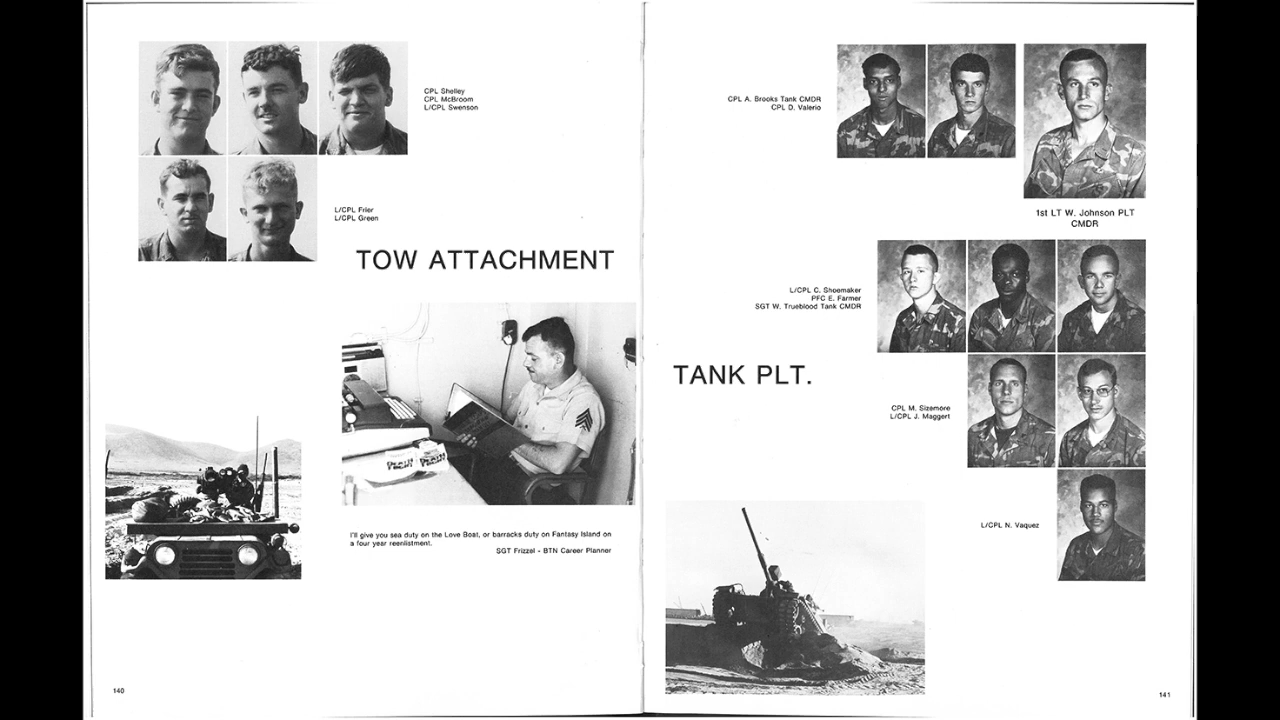 CPL Shelley
CPL McBroom
L/CPL Swenson
L/CPL Frier
L/CPL Green
TOW ATTACHMENT
I'll give you sea duty on the Love Boat, or barracks duty on Fantasy Island on
a four year reenlistment.
SGT Frizzel - BTN Career Planner
140
CPL A. Brooks Tank CMDR
CPL D. Valerio
1st LT W. Johnson PLT
CMDR
L/CPL C. Shoemaker
PFC E. Farmer
SGT W. Trueblood Tank CMDR
TANK PLT.
CPL M. Sizemore
L/CPL J. Maggert
L/CPL N. Vaquez
141